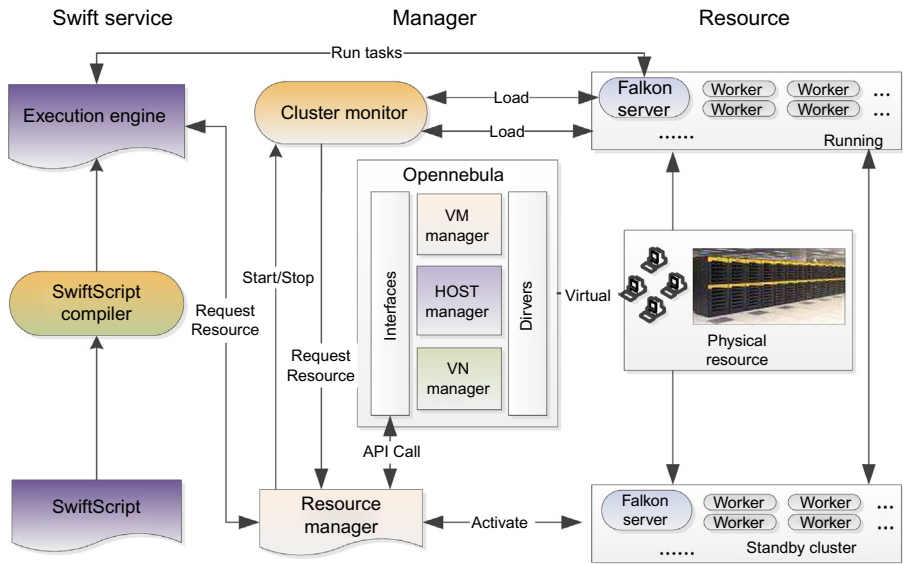 Swift service
Manager
Resource
Run tasks
Execution engine
Cluster monitor
Load
Load
Falkon
server
Worker
Worker
...
Worker
Worker
...
......
Running
Opennebula
Interfaces
VM
manager
HOST
manager
VN
manager
Dirvers
Virtual
Physical
resource
SwiftScript
compiler
Request
Resource
Start/Stop
Request
Resource
API Call
SwiftScript
Resource
manager
Activate
Falkon
server
Worker
Worker
...
Worker
Worker
...
......
Standby cluster